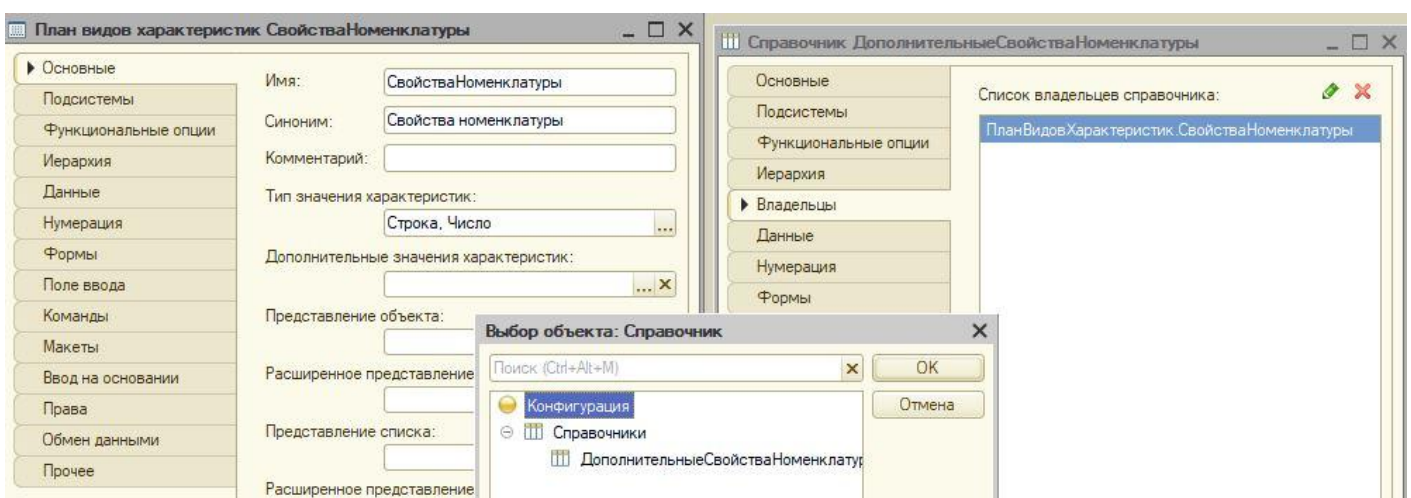 План видов характеристик СвойстваНоменклатуры
Основные
Подсистемы
Функциональные опции
Иерархия
Данные
Нумерация
Формы
Поле ввода
Команды
Макеты
Ввод на основании
Права
Обмен данными
Прочее
Имя: СвойстваНоменклатуры
Синоним: Свойства номенклатуры
Комментарий:
Тип значения характеристик:
Строка, Число ...
Дополнительные значения характеристик:
...
Представление объекта:
Расширенное представление
Представление списка:
Расширенное представление
Справочник ДополнительныеСвойстваНоменклатуры
Основные
Подсистемы
Функциональные опции
Иерархия
Владельцы
Данные
Нумерация
Формы
Список владельцев справочника:
ПланВидовХарактеристик.СвойстваНоменклатуры
Выбор объекта: Справочник
Поиск (Ctrl+Alt+M)
OK
Отмена
Конфигурация
Справочники
ДополнительныеСвойстваНоменклатур